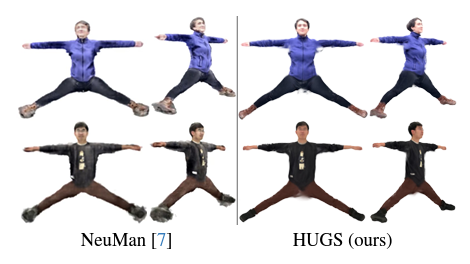 NeuMan [7]
HUGS (ours)